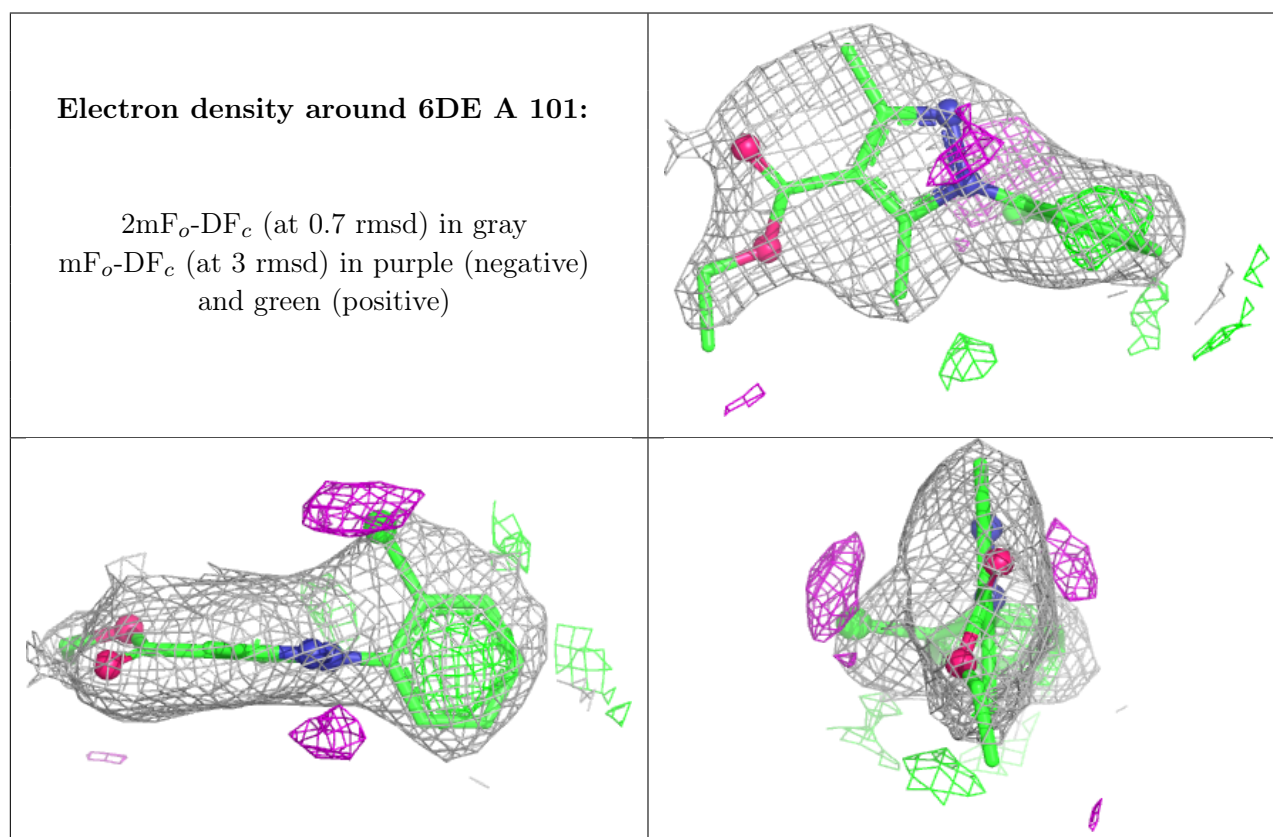 Electron density around 6DE A 101:
2mFo-DFc (at 0.7 rmsd) in gray
mFo-DFc (at 3 rmsd) in purple (negative)
and green (positive)